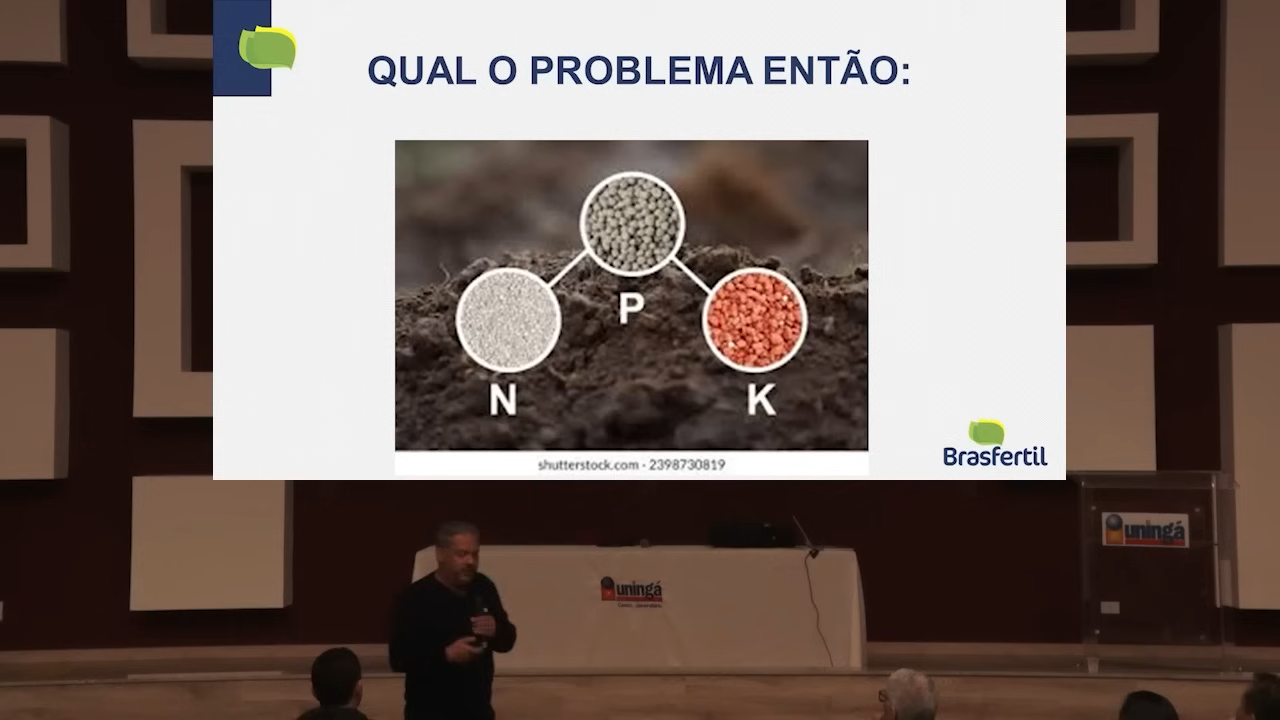 QUAL O PROBLEMA ENTÃO:
P
N
K
shutterstock.com · 2398730819
Brasfertil
uningá
uningá